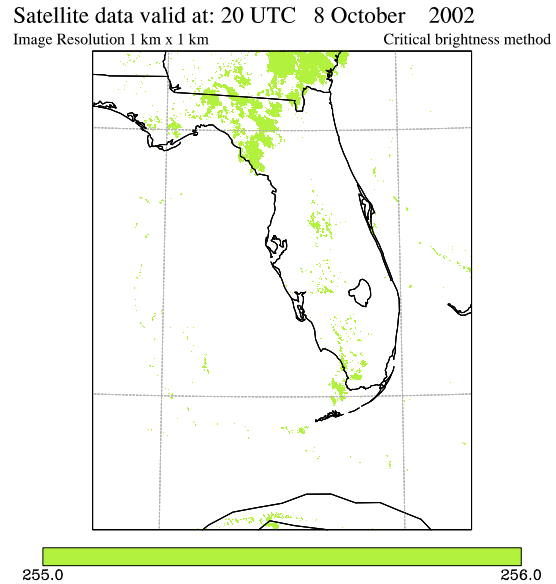 Satellite data valid at: 20 UTC 8 October 2002
Image Resolution 1 km x 1 km Critical brightness method
255.0 256.0